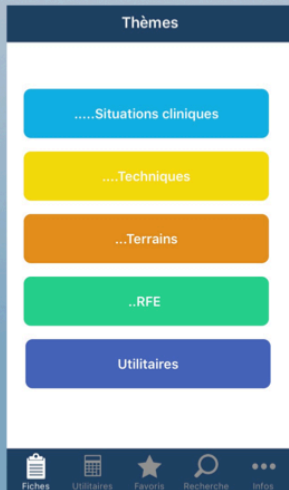 Thèmes
.....Situations cliniques
....Techniques
...Terrains
..RFE
Utilitaires
Fiches Utilitaires Favoris Recherche Infos